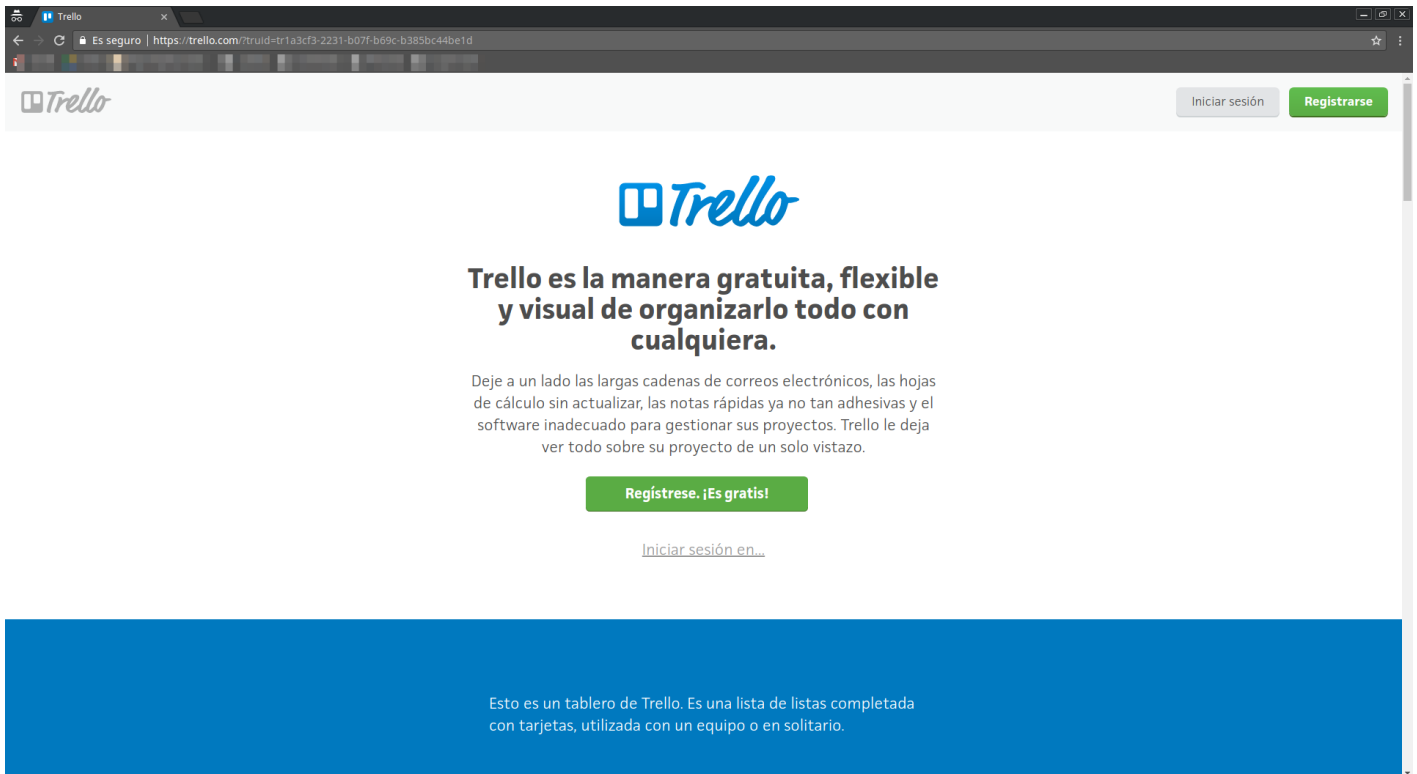 Trello
Es seguro | https://trello.com/?truid=tr1a3cf3-2231-b07f-b69c-b385bc44be1d
Trello
Iniciar sesión
Registrarse
Trello
Trello es la manera gratuita, flexible
y visual de organizarlo todo con
cualquiera.
Deje a un lado las largas cadenas de correos electrónicos, las hojas
de cálculo sin actualizar, las notas rápidas ya no tan adhesivas y el
software inadecuado para gestionar sus proyectos. Trello le deja
ver todo sobre su proyecto de un solo vistazo.
Regístrese. ¡Es gratis!
Iniciar sesión en...
Esto es un tablero de Trello. Es una lista de listas completada
con tarjetas, utilizada con un equipo o en solitario.